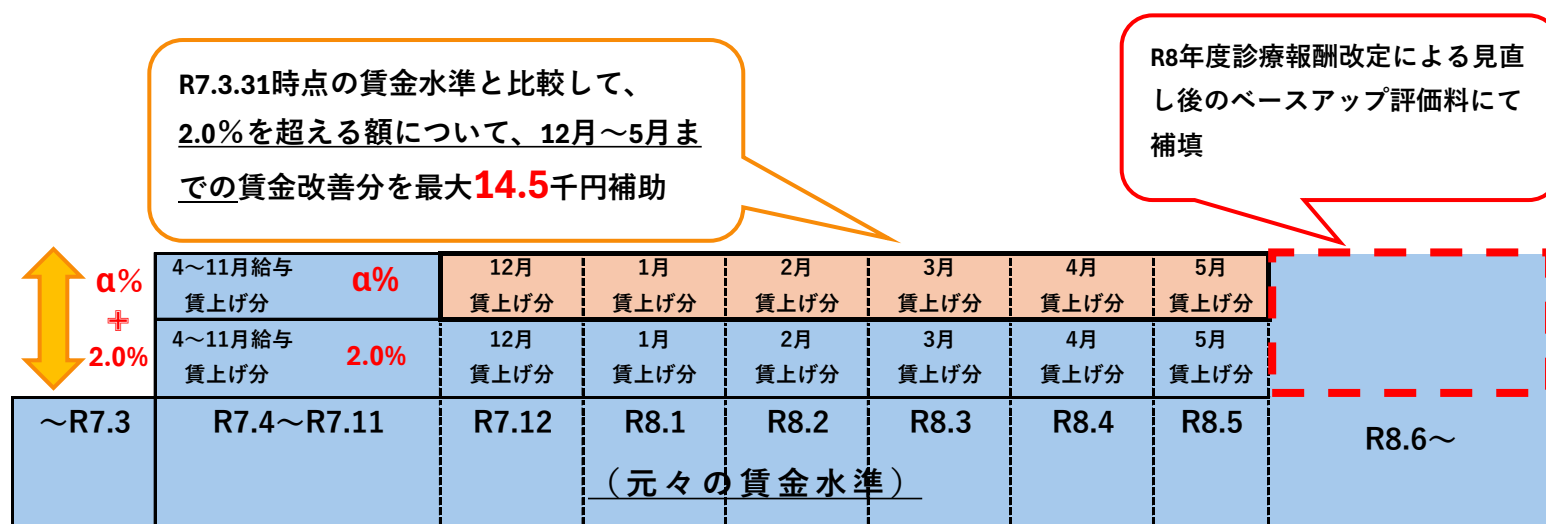 R7.3.31時点の賃金水準と比較して、
2.0％を超える額について、12月～5月ま
での賃金改善分を最大14.5千円補助
R8年度診療報酬改定による見直
し後のベースアップ評価料にて
補填
α%
+
2.0%
4～11月給与
賃上げ分
α%
12月
賃上げ分
1月
賃上げ分
2月
賃上げ分
3月
賃上げ分
4月
賃上げ分
5月
賃上げ分
4～11月給与
賃上げ分
2.0%
12月
賃上げ分
1月
賃上げ分
2月
賃上げ分
3月
賃上げ分
4月
賃上げ分
5月
賃上げ分
～R7.3
R7.4～R7.11
R7.12
R8.1
R8.2
R8.3
R8.4
R8.5
R8.6～
（元々の賃金水準）